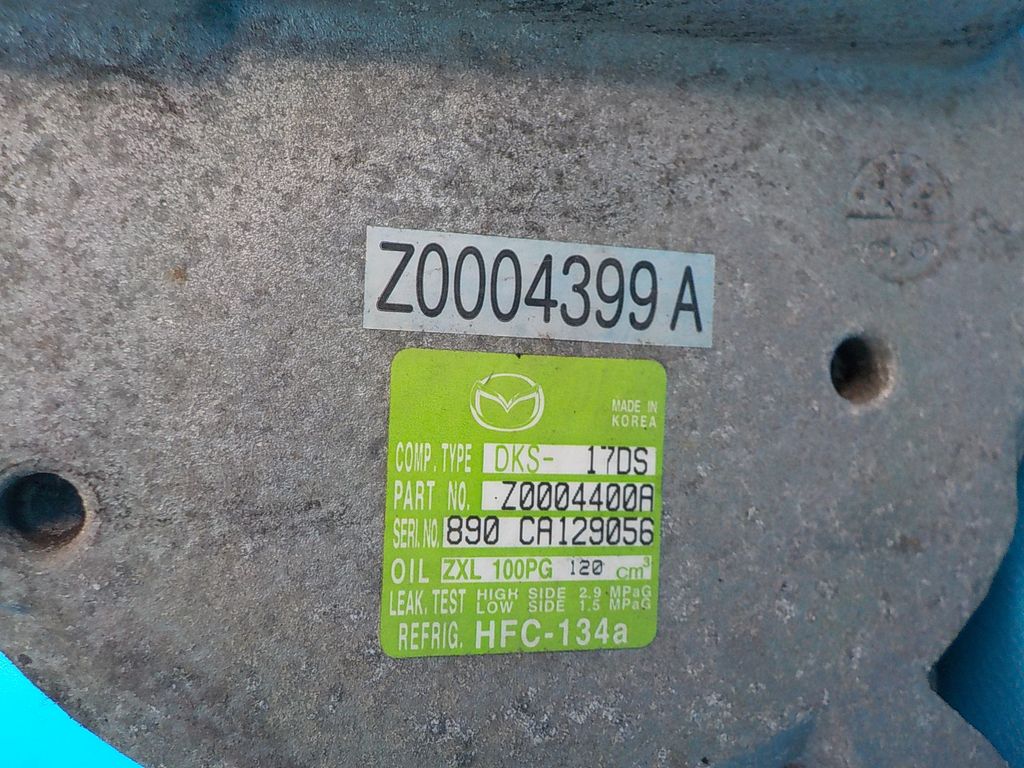 Z0004399A
MADE IN
KOREA
COMP. TYPE DKS- 17DS
PART NO. Z0004400A
SERI. NO. 890 CA129056
OIL ZXL 100PG 120 cm³
LEAK. TEST HIGH SIDE 2.9 MPaG
LOW SIDE 1.5 MPaG
REFRIG. HFC-134a